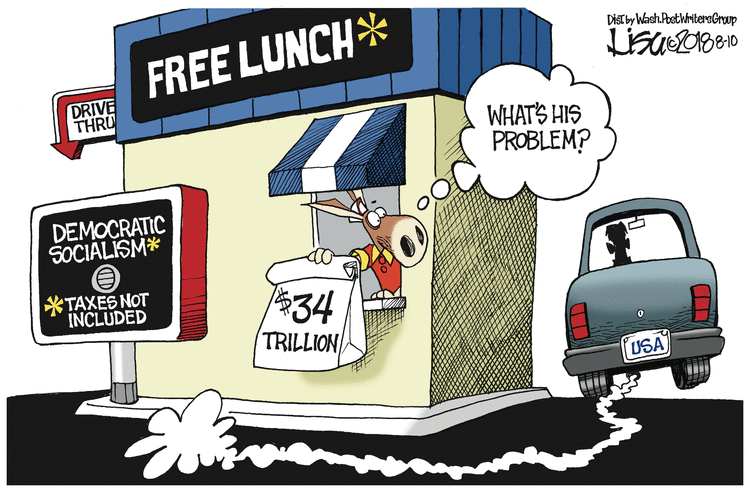 Dist by Wash.Post Writers Group
Lisa ©2018 8-10
FREE LUNCH*
DRIVE
THRU
WHAT'S HIS
PROBLEM?
DEMOCRATIC
SOCIALISM*
*TAXES NOT
INCLUDED
$34
TRILLION
USA